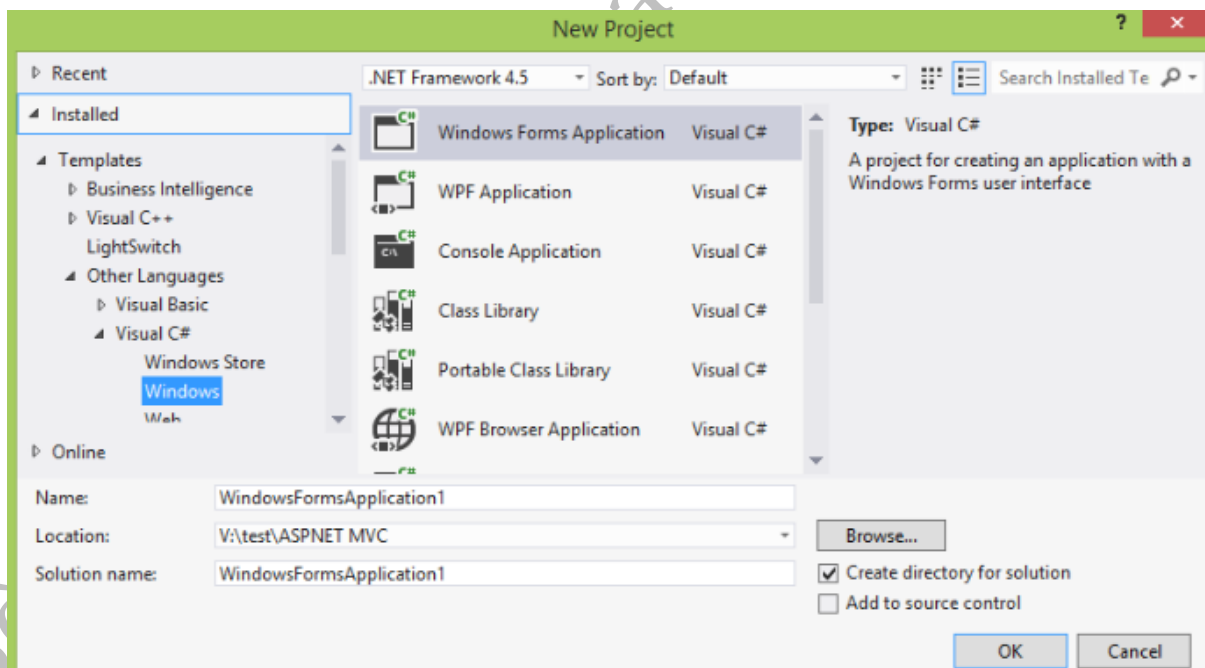 New Project
? ×
Recent
.NET Framework 4.5 Sort by: Default Search Installed Te
Installed
Templates
Business Intelligence
Visual C++
LightSwitch
Other Languages
Visual Basic
Visual C#
Windows Store
Windows
Web
Online
C# Windows Forms Application Visual C#
C# WPF Application Visual C#
C# C:\ Console Application Visual C#
C# Class Library Visual C#
C# Portable Class Library Visual C#
C# WPF Browser Application Visual C#
C#
Type: Visual C#
A project for creating an application with a
Windows Forms user interface
Name: WindowsFormsApplication1
Location: V:\test\ASPNET MVC Browse...
Solution name: WindowsFormsApplication1
Create directory for solution
Add to source control
OK Cancel